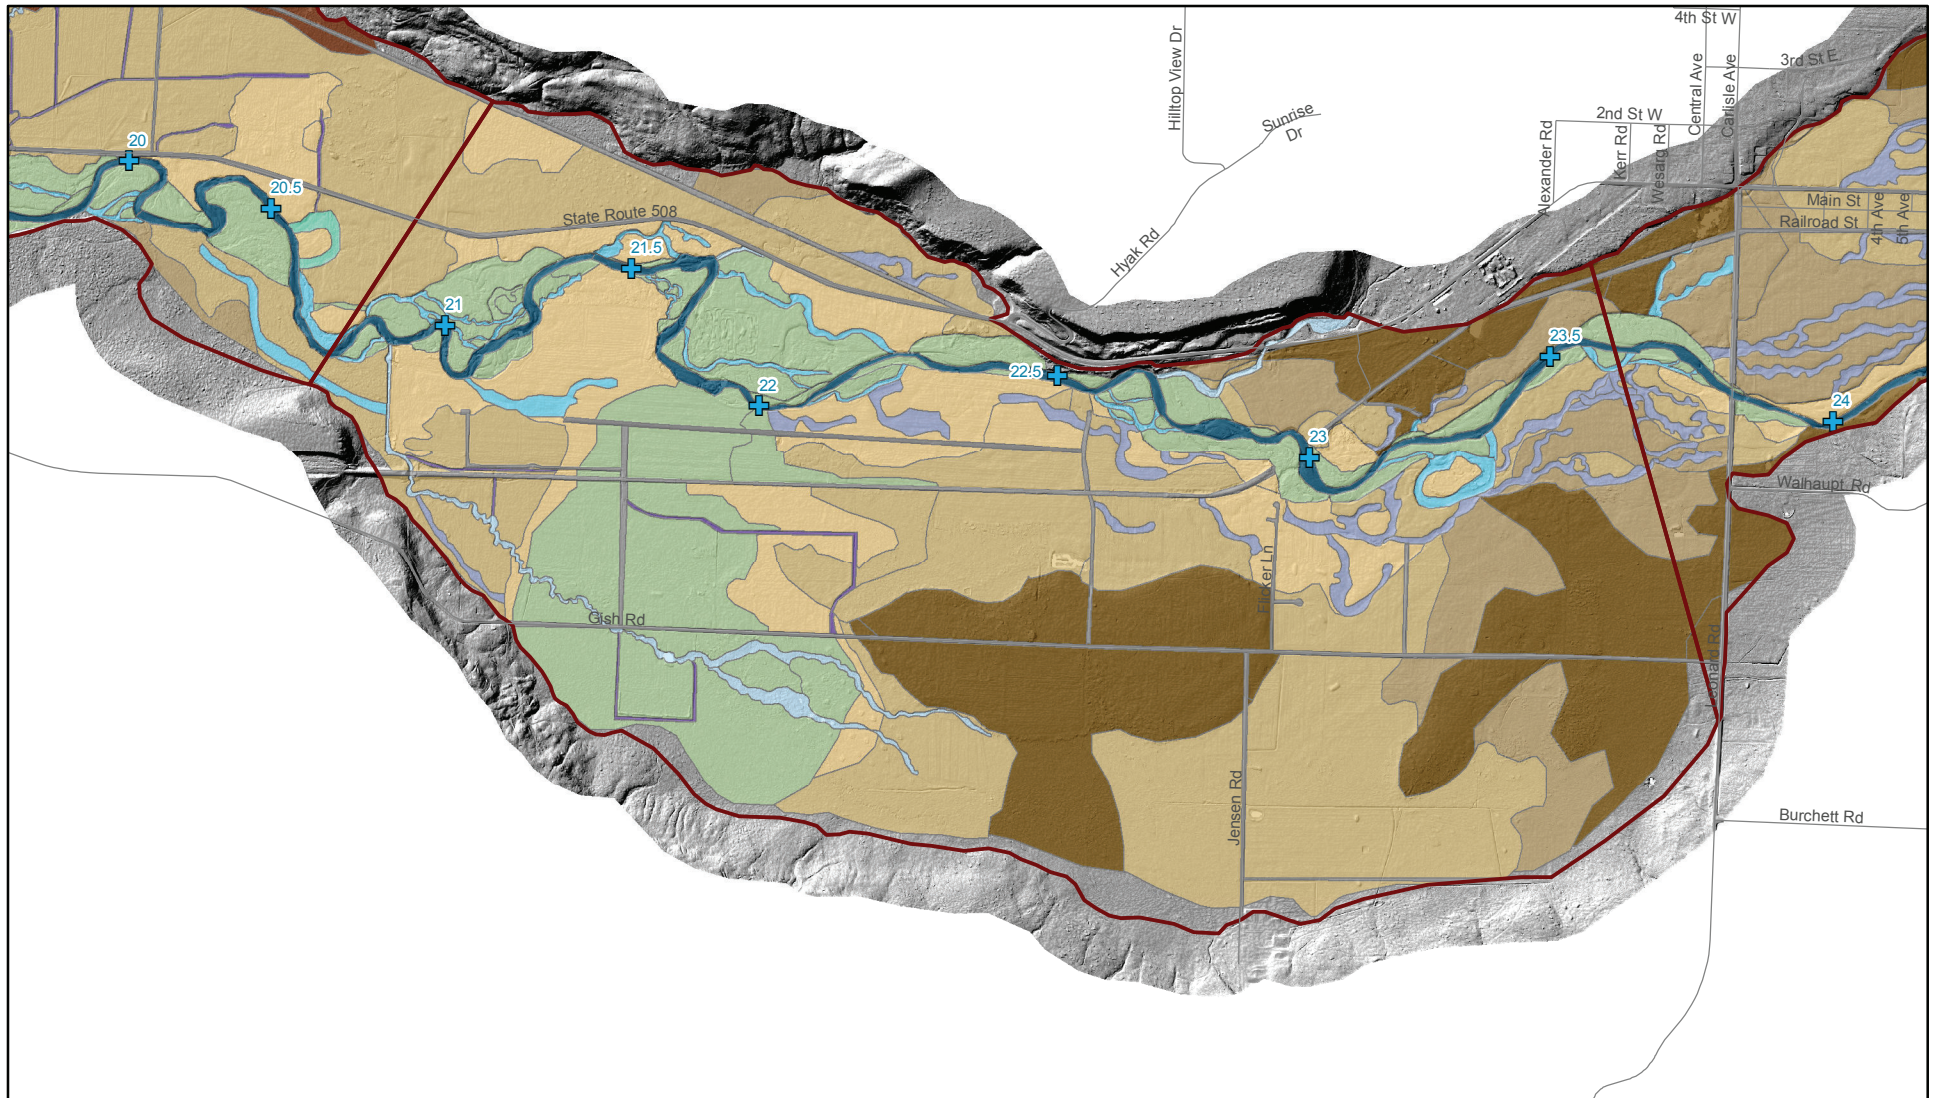 4th St W
3rd St E
Hilltop View Dr
Central Ave
Carlisle Ave
Sunrise
Dr
2nd St W
Alexander Rd
Kerr Rd
Wesarg Rd
20
20.5
State Route 508
Main St
Railroad St
4th Ave
5th Ave
Hyak Rd
21.5
21
22.5
23.5
22
24
23
Walhaupt Rd
Gish Rd
Jensen Rd
Burchett Rd